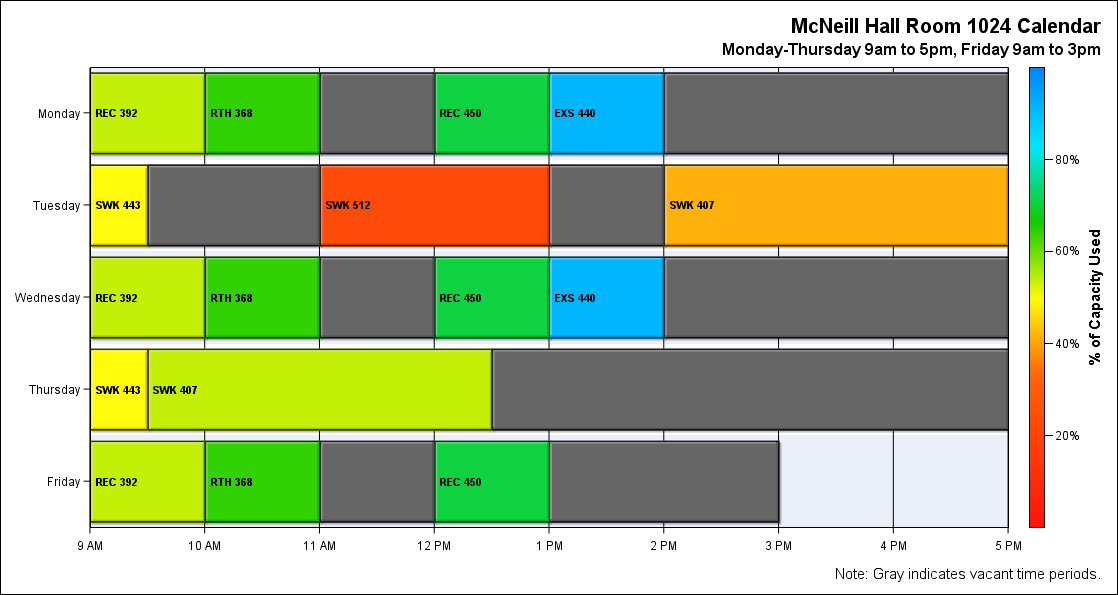 McNeill Hall Room 1024 Calendar
Monday-Thursday 9am to 5pm, Friday 9am to 3pm
Monday
REC 392
RTH 368
REC 450
EXS 440
Tuesday
SWK 443
SWK 512
SWK 407
Wednesday
REC 392
RTH 368
REC 450
EXS 440
Thursday
SWK 443
SWK 407
Friday
REC 392
RTH 368
REC 450
9 AM
10 AM
11 AM
12 PM
1 PM
2 PM
3 PM
4 PM
5 PM
80%
60%
40%
20%
% of Capacity Used
Note: Gray indicates vacant time periods.